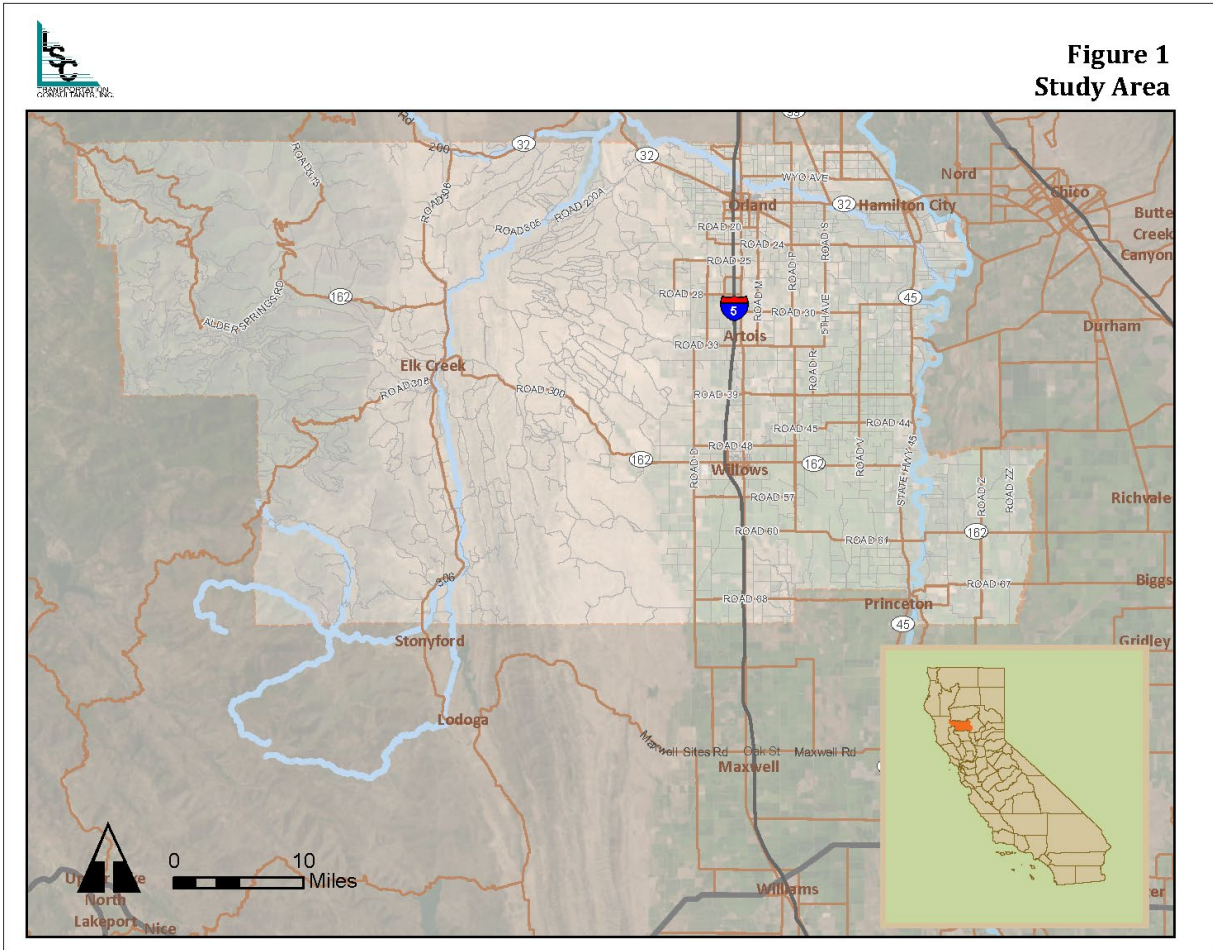 LSC
TRANSPORTATION
CONSULTANTS, INC.
Figure 1
Study Area
Rd
200
32
32
WYO AVE
Nord
Chico
Orland
32
Hamilton City
Butte
Creek
Canyon
ROAD 306
ROAD 305
ROAD 200A
ROAD 20
ROAD 24
ROAD S
ROAD P
ROAD 25
ROAD 28
ROAD M
162
45
5
ROAD 30
5TH AVE
ALDER SPRINGS RD
Artois
Durham
ROAD 33
Elk Creek
ROAD 308
ROAD 300
ROAD R
ROAD 39
ROAD 45
ROAD 44
ROAD 48
162
Willows
162
ROAD D
ROAD V
STATE HWY 45
ROAD Z
ROAD ZZ
ROAD 57
Richvale
ROAD 60
ROAD 61
162
306
ROAD 67
Biggs
ROAD 68
Princeton
45
Stonyford
Gridley
Lodoga
Maxwell Sites Rd
Oak St
Maxwell Rd
Maxwell
0
10
Miles
Williams
North
Lakeport
Nice